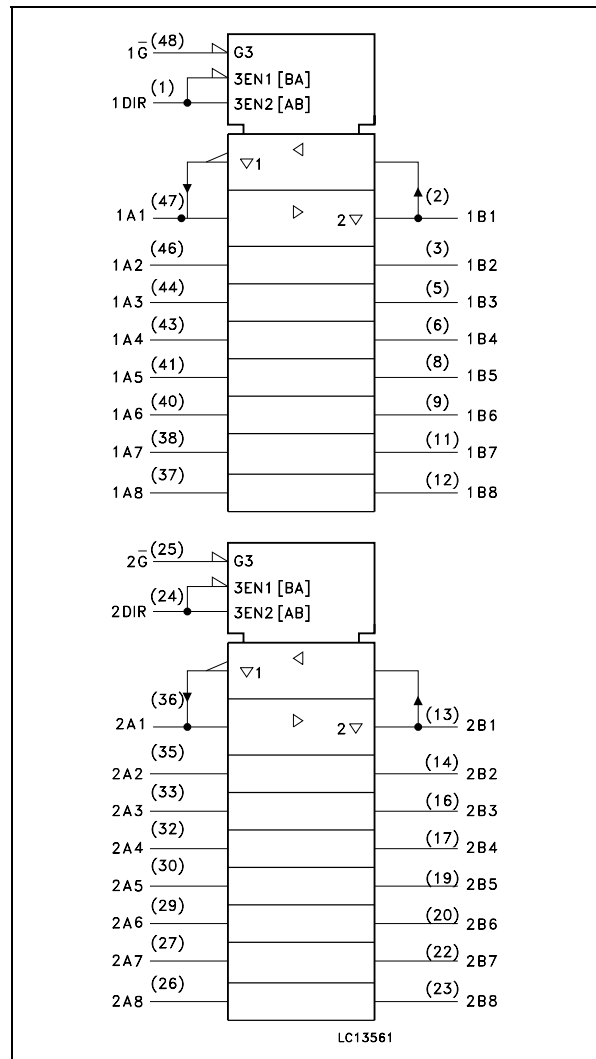 1G̅ (48) G3
3EN1 [BA]
1DIR (1) 3EN2 [AB]
▽1 ◁
1A1 (47) ▷ 2▽ (2) 1B1
1A2 (46) (3) 1B2
1A3 (44) (5) 1B3
1A4 (43) (6) 1B4
1A5 (41) (8) 1B5
1A6 (40) (9) 1B6
1A7 (38) (11) 1B7
1A8 (37) (12) 1B8
2G̅ (25) G3
3EN1 [BA]
2DIR (24) 3EN2 [AB]
▽1 ◁
2A1 (36) ▷ 2▽ (13) 2B1
2A2 (35) (14) 2B2
2A3 (33) (16) 2B3
2A4 (32) (17) 2B4
2A5 (30) (19) 2B5
2A6 (29) (20) 2B6
2A7 (27) (22) 2B7
2A8 (26) (23) 2B8
LC13561